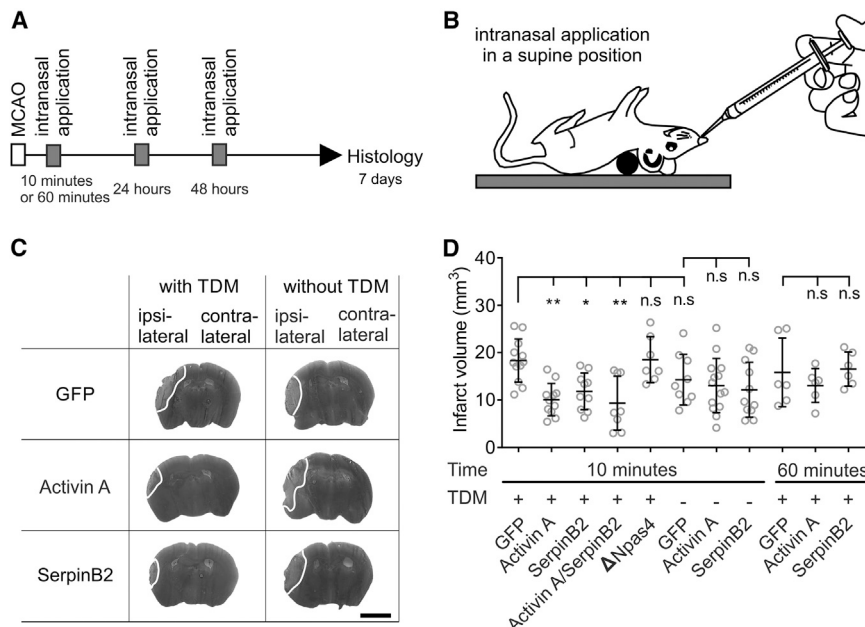 A
MCAO
intranasal
application
intranasal
application
intranasal
application
10 minutes
or 60 minutes
24 hours
48 hours
Histology
7 days
B
intranasal application
in a supine position
C
with TDM
without TDM
ipsi-
lateral
contra-
lateral
ipsi-
lateral
contra-
lateral
GFP
Activin A
SerpinB2
D
Infarct volume (mm³)
40
30
20
10
0
** * ** n.s n.s
n.s n.s
n.s n.s
Time 10 minutes 60 minutes
TDM + + + + + - - - + + +
GFP
Activin A
SerpinB2
Activin A/SerpinB2
ΔNpas4
GFP
Activin A
SerpinB2
GFP
Activin A
SerpinB2